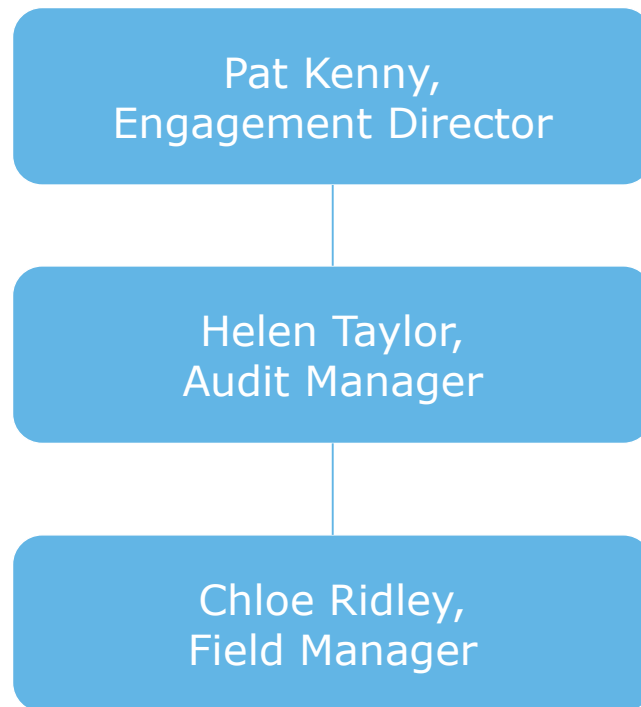 Pat Kenny,
Engagement Director
Helen Taylor,
Audit Manager
Chloe Ridley,
Field Manager